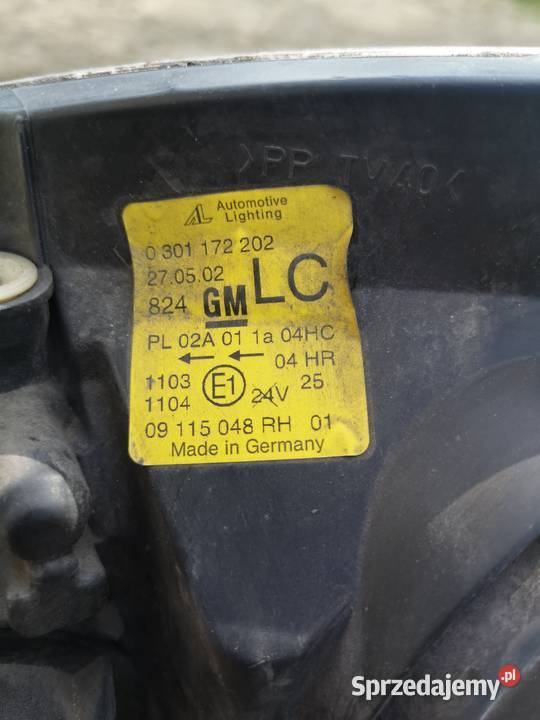 >PP TV40<
AL Automotive
Lighting
0 301 172 202
27.05.02
824 GM LC
PL 02A 01 1a 04HC
← ← 04 HR
1103 E1 24V 25
1104
09 115 048 RH 01
Made in Germany
Sprzedajemy.pl